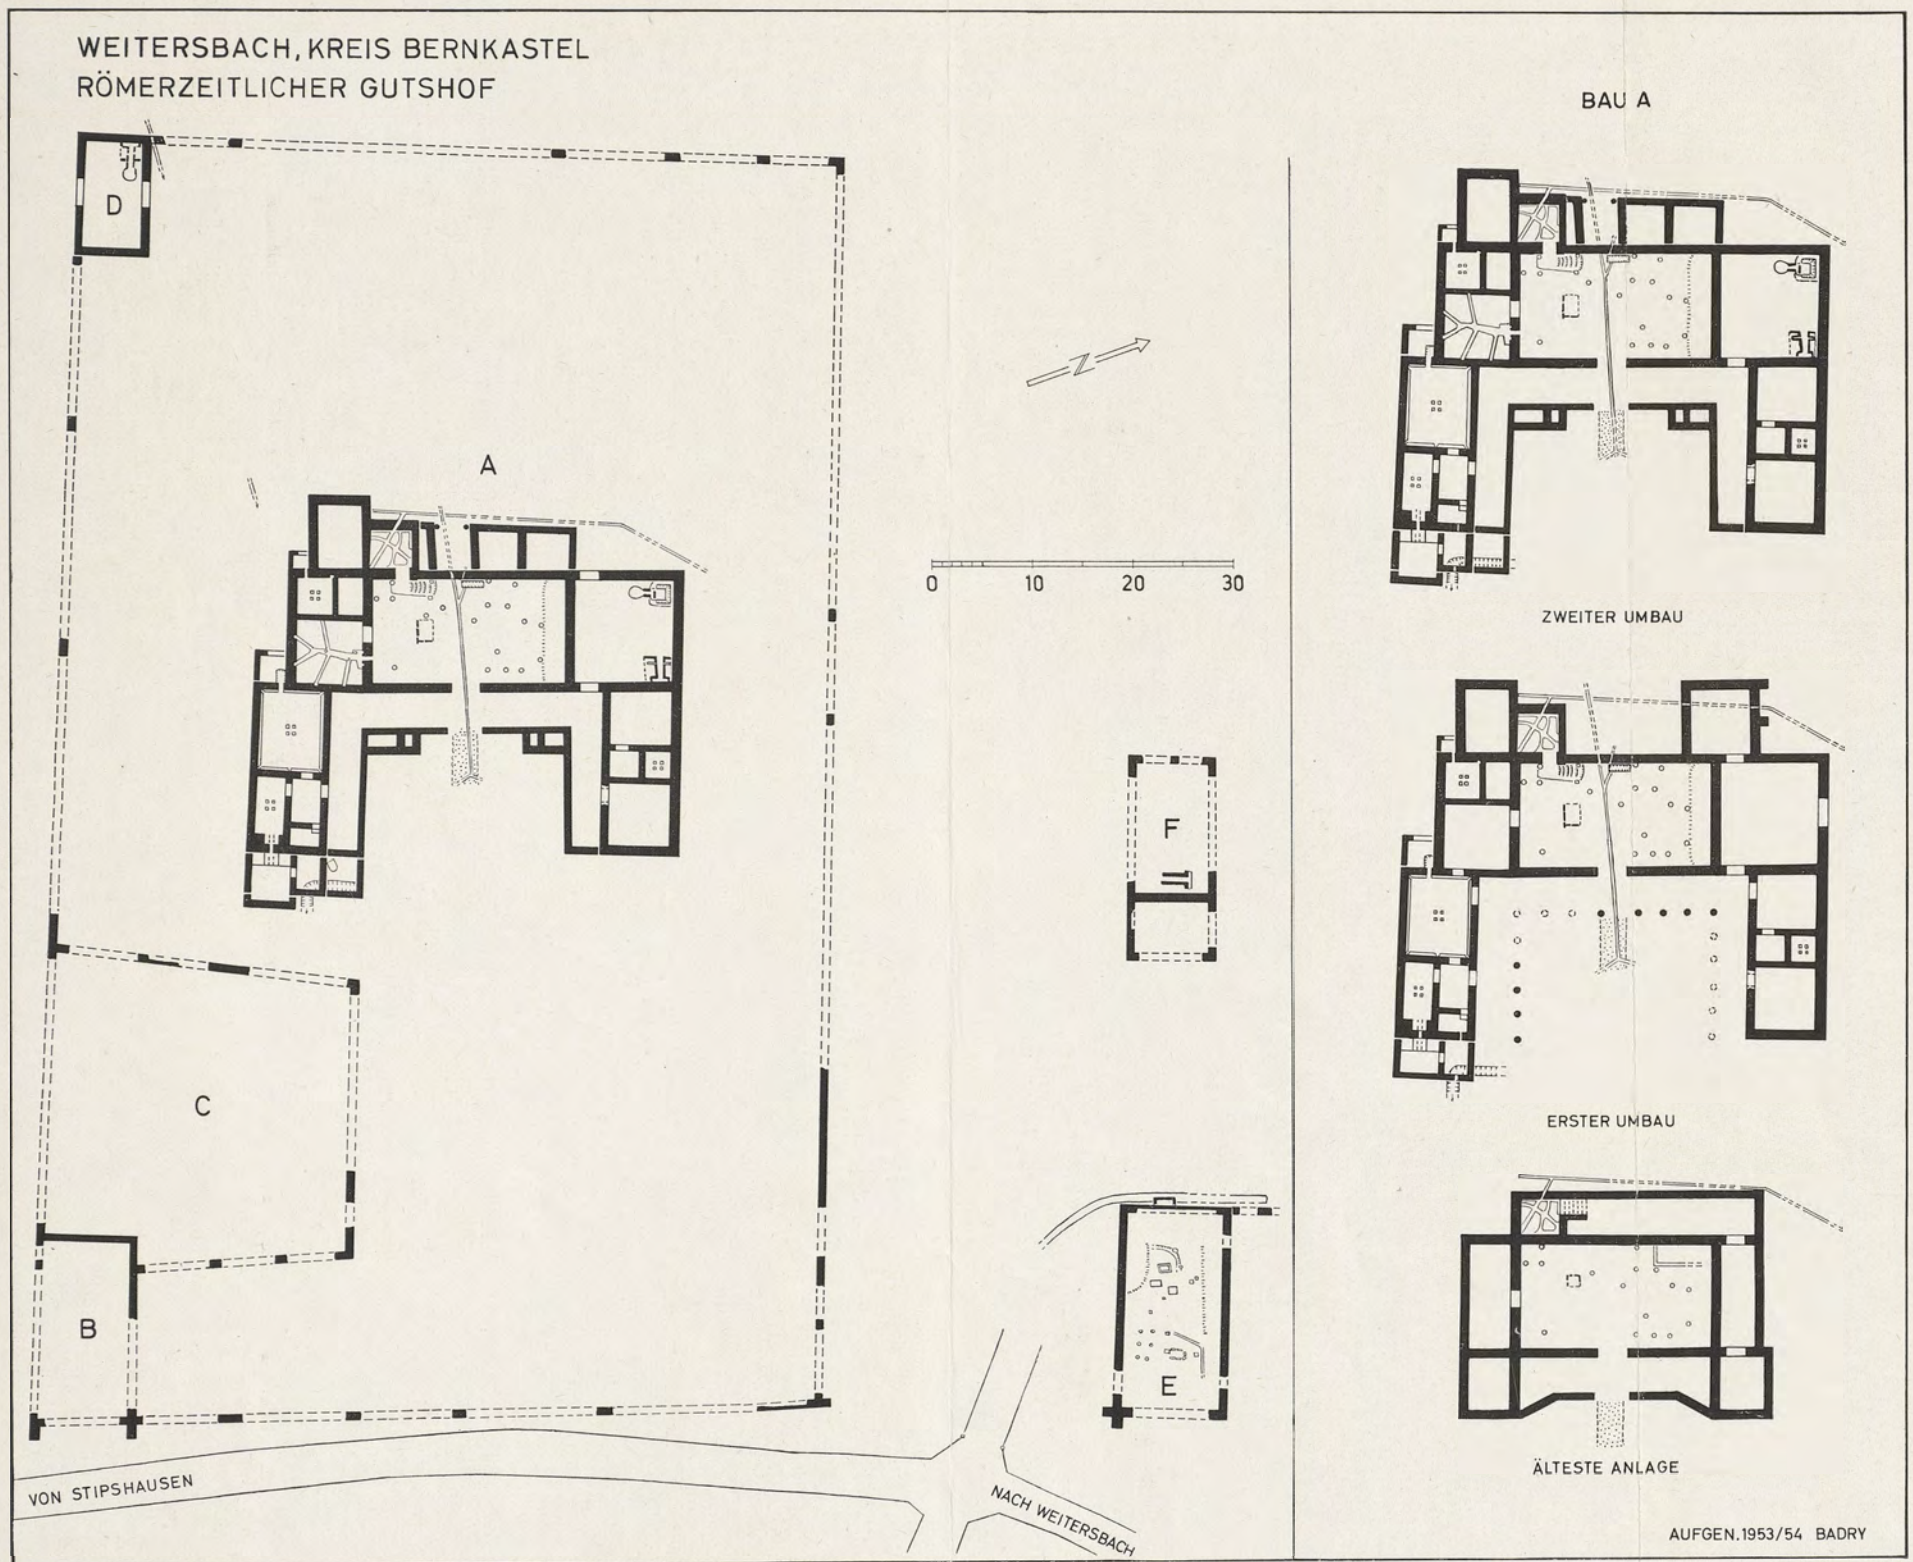 WEITERSBACH, KREIS BERNKASTEL
RÖMERZEITLICHER GUTSHOF
BAU A
D
A
N
0 10 20 30
ZWEITER UMBAU
F
C
ERSTER UMBAU
B
E
ÄLTESTE ANLAGE
VON STIPSHAUSEN
NACH WEITERSBACH
AUFGEN. 1953/54 BADRY